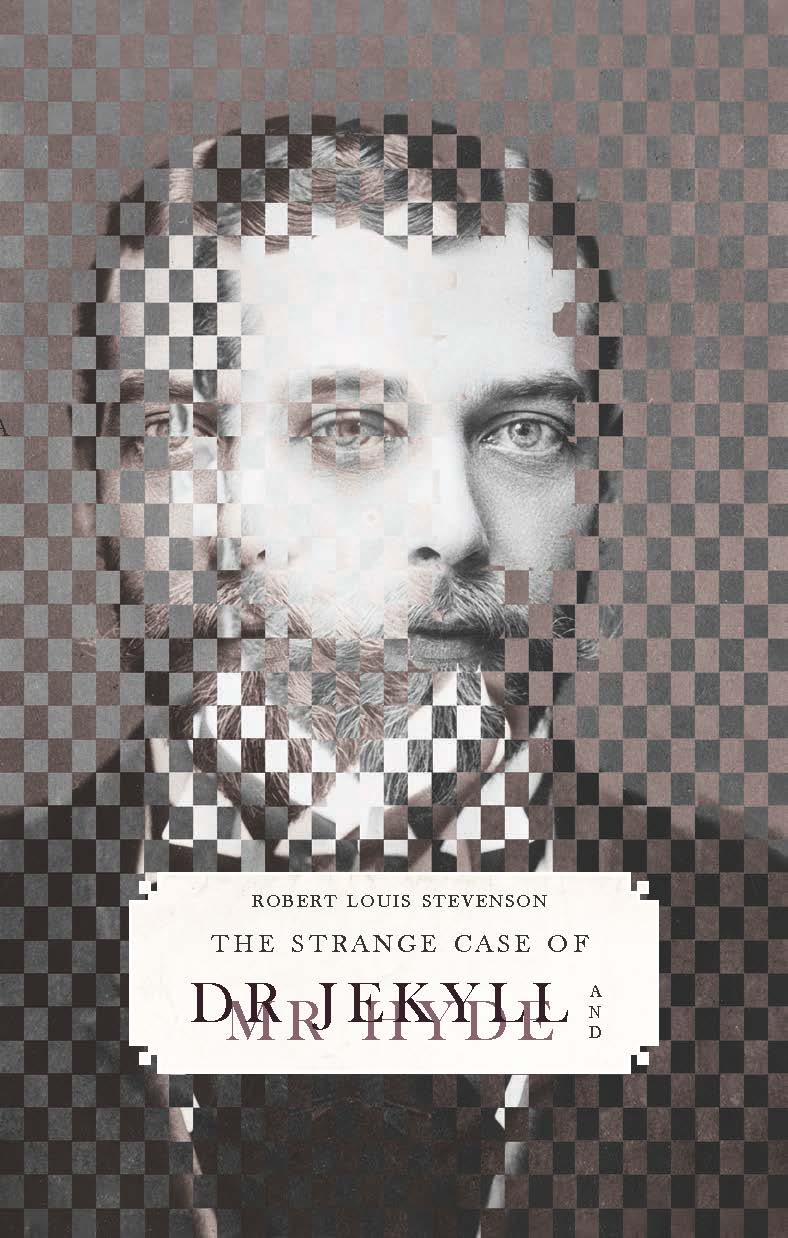 ROBERT LOUIS STEVENSON
THE STRANGE CASE OF
DR JEKYLL AND
MR HYDE
A